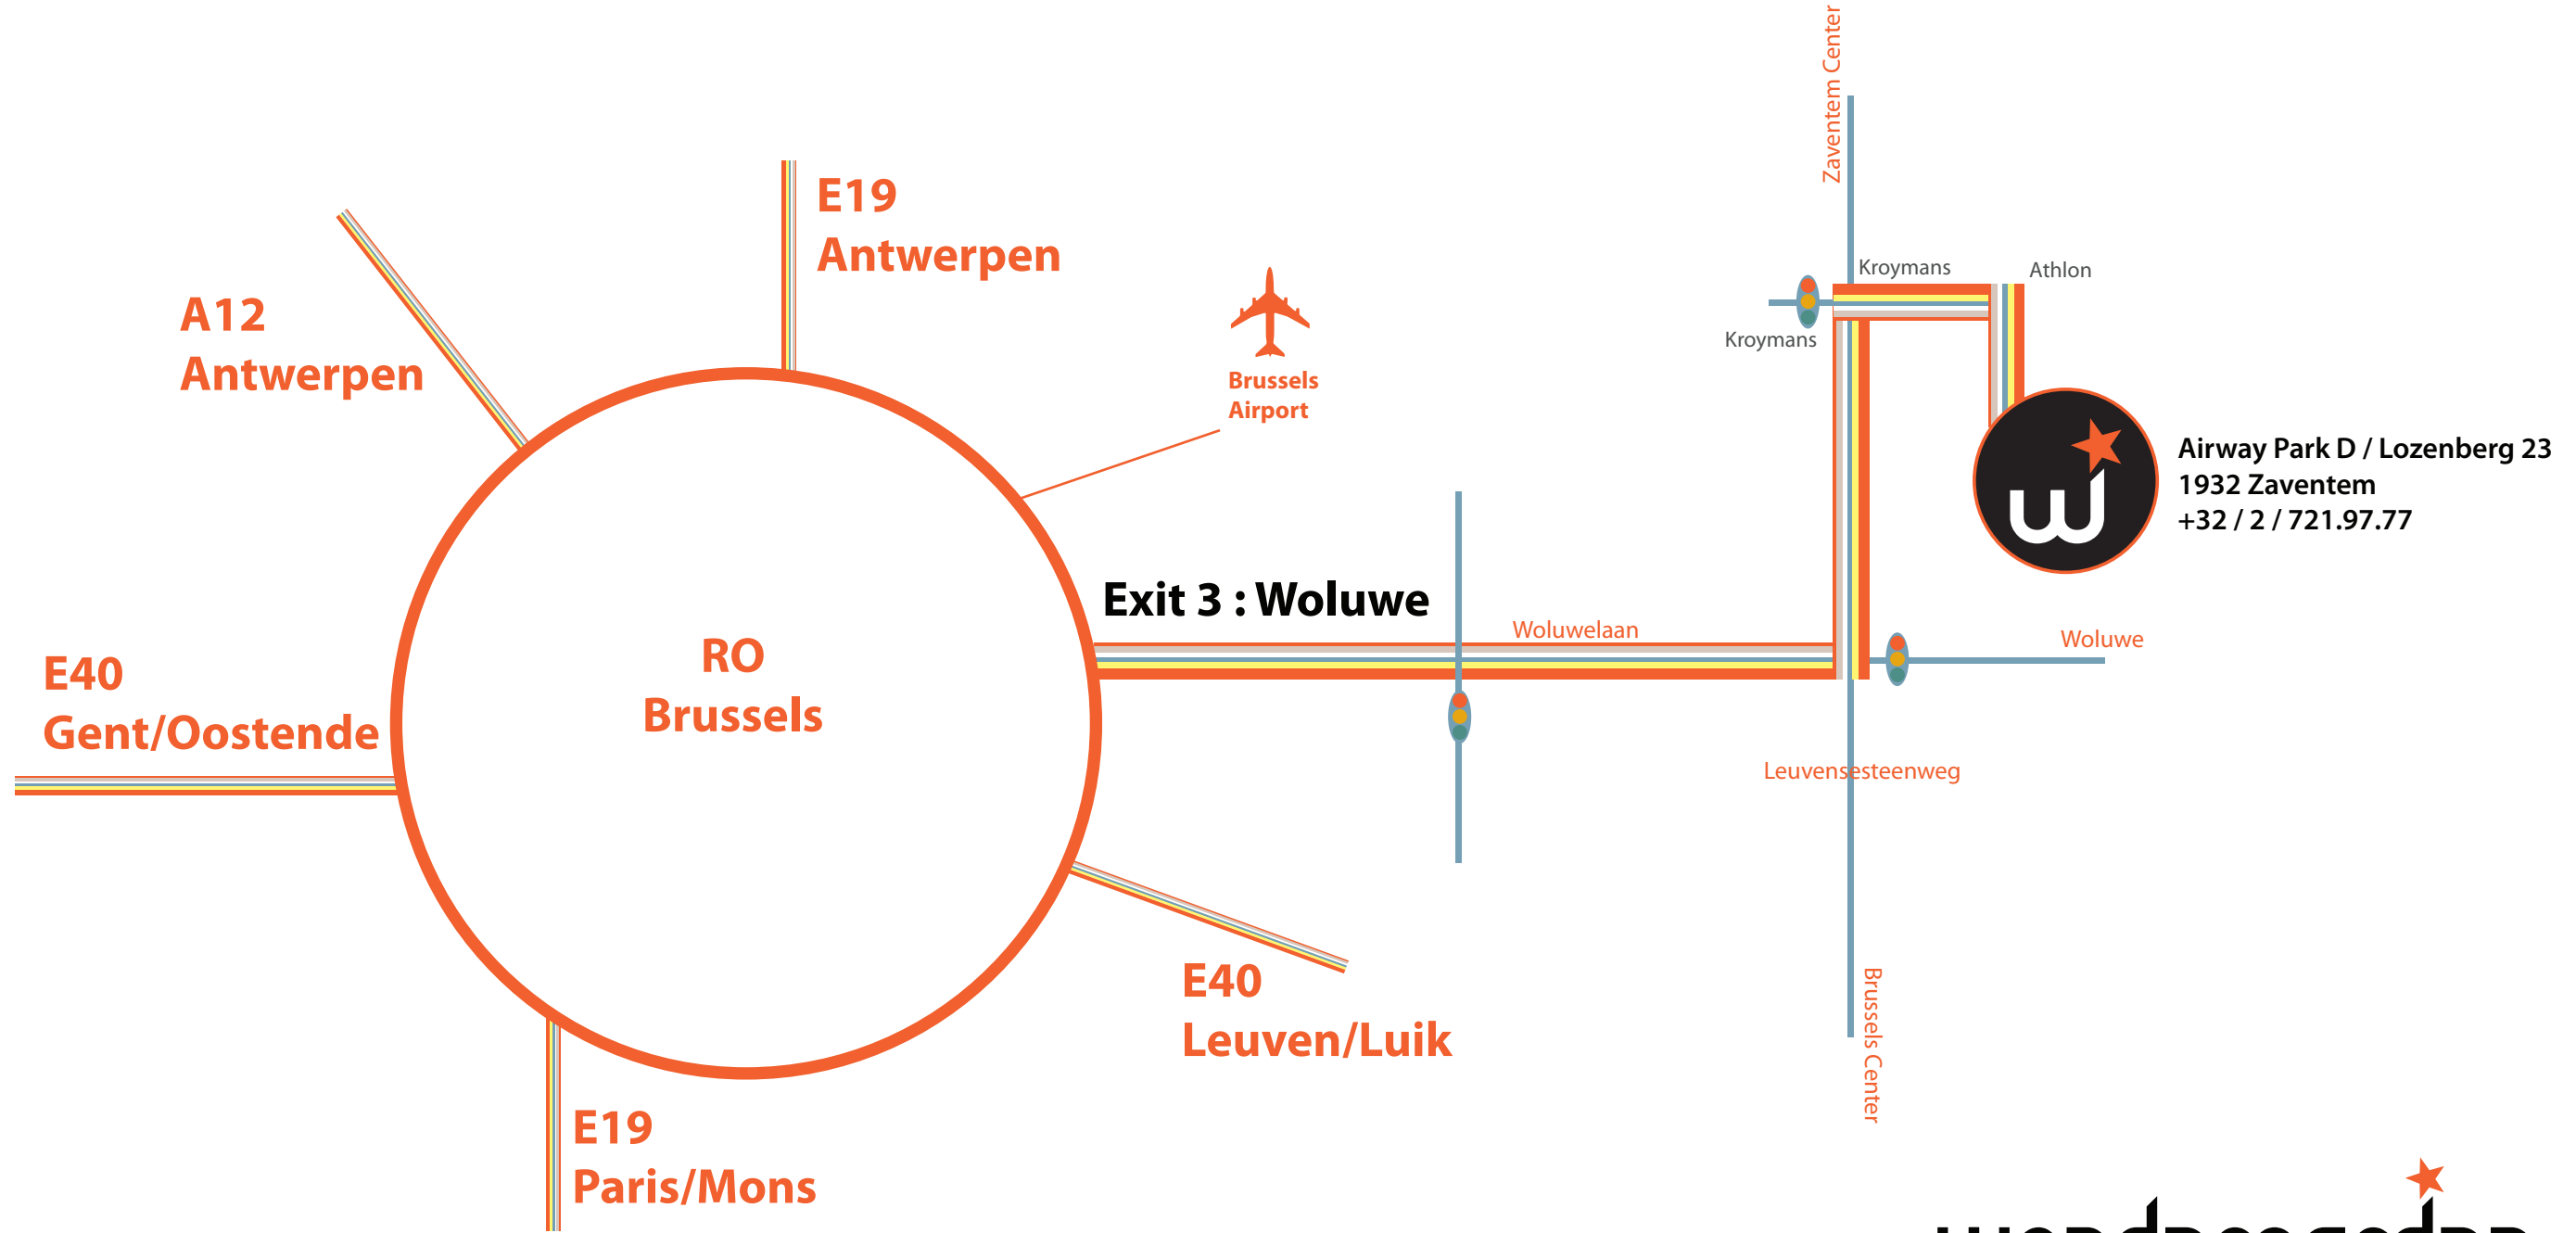 Zaventem Center
E19
Antwerpen
A12
Antwerpen
Kroymans
Athlon
Kroymans
Brussels
Airport
Airway Park D / Lozenberg 23
1932 Zaventem
+32 / 2 / 721.97.77
w
Exit 3 : Woluwe
Woluwelaan
Woluwe
RO
Brussels
E40
Gent/Oostende
Leuvensesteenweg
E40
Leuven/Luik
Brussels Center
E19
Paris/Mons